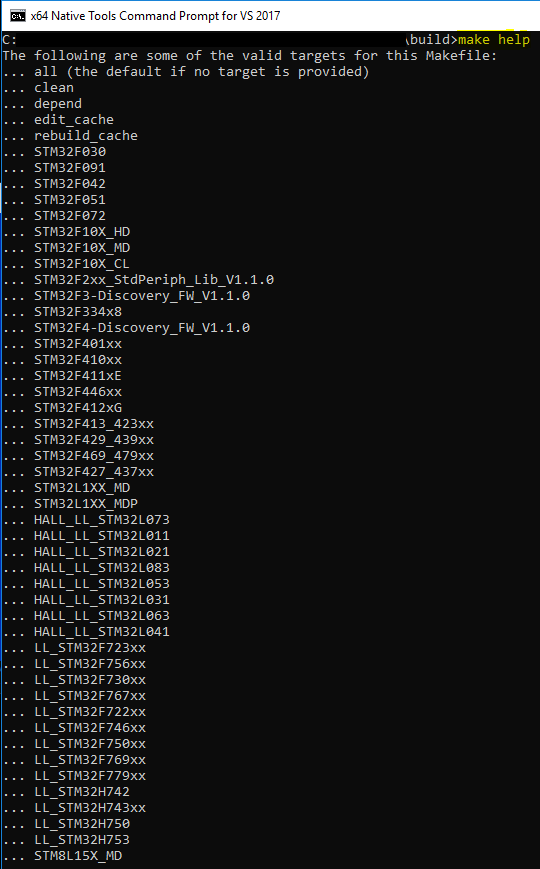 x64 Native Tools Command Prompt for VS 2017
C: \build>make help
The following are some of the valid targets for this Makefile:
... all (the default if no target is provided)
... clean
... depend
... edit_cache
... rebuild_cache
... STM32F030
... STM32F091
... STM32F042
... STM32F051
... STM32F072
... STM32F10X_HD
... STM32F10X_MD
... STM32F10X_CL
... STM32F2xx_StdPeriph_Lib_V1.1.0
... STM32F3-Discovery_FW_V1.1.0
... STM32F334x8
... STM32F4-Discovery_FW_V1.1.0
... STM32F401xx
... STM32F410xx
... STM32F411xE
... STM32F446xx
... STM32F412xG
... STM32F413_423xx
... STM32F429_439xx
... STM32F469_479xx
... STM32F427_437xx
... STM32L1XX_MD
... STM32L1XX_MDP
... HALL_LL_STM32L073
... HALL_LL_STM32L011
... HALL_LL_STM32L021
... HALL_LL_STM32L083
... HALL_LL_STM32L053
... HALL_LL_STM32L031
... HALL_LL_STM32L063
... HALL_LL_STM32L041
... LL_STM32F723xx
... LL_STM32F756xx
... LL_STM32F730xx
... LL_STM32F767xx
... LL_STM32F722xx
... LL_STM32F746xx
... LL_STM32F750xx
... LL_STM32F769xx
... LL_STM32F779xx
... LL_STM32H742
... LL_STM32H743xx
... LL_STM32H750
... LL_STM32H753
... STM8L15X_MD